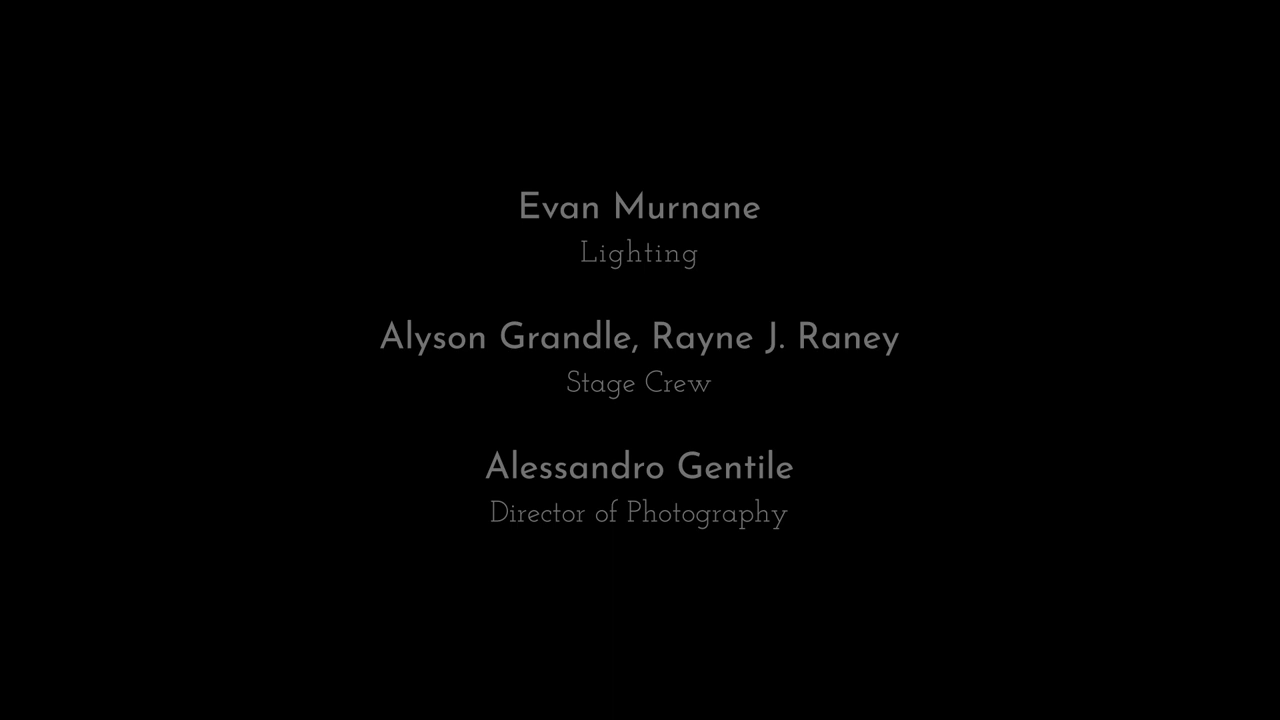 Evan Murnane
Lighting
Alyson Grandle, Rayne J. Raney
Stage Crew
Alessandro Gentile
Director of Photography